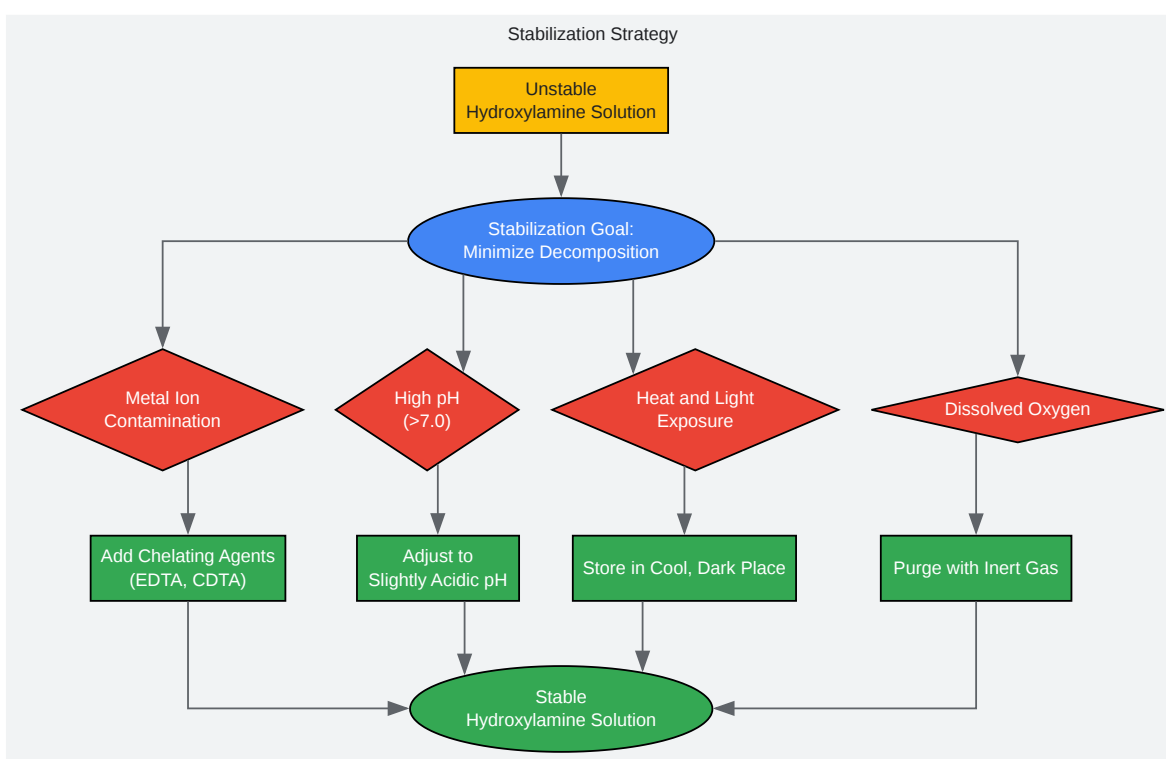 Stabilization Strategy
Unstable
Hydroxylamine Solution
Stabilization Goal:
Minimize Decomposition
Metal Ion
Contamination
High pH
(>7.0)
Heat and Light
Exposure
Dissolved Oxygen
Add Chelating Agents
(EDTA, CDTA)
Adjust to
Slightly Acidic pH
Store in Cool, Dark Place
Purge with Inert Gas
Stable
Hydroxylamine Solution